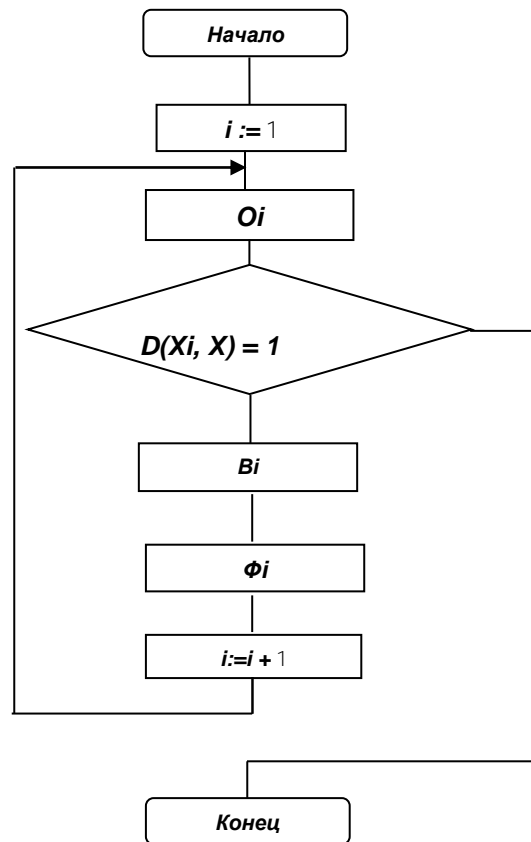 Начало
i := 1
Oi
D(Xi, X) = 1
Bi
Фi
i:=i + 1
Конец